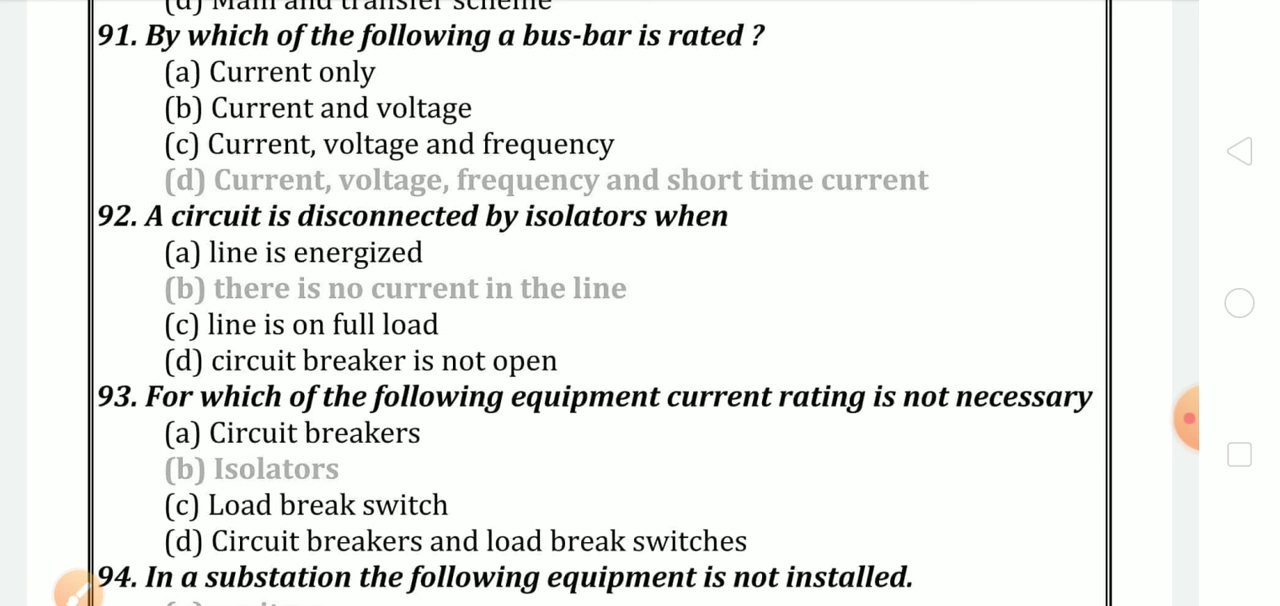 (d) Main and transfer scheme
91. By which of the following a bus-bar is rated ?
(a) Current only
(b) Current and voltage
(c) Current, voltage and frequency
(d) Current, voltage, frequency and short time current
92. A circuit is disconnected by isolators when
(a) line is energized
(b) there is no current in the line
(c) line is on full load
(d) circuit breaker is not open
93. For which of the following equipment current rating is not necessary
(a) Circuit breakers
(b) Isolators
(c) Load break switch
(d) Circuit breakers and load break switches
94. In a substation the following equipment is not installed.